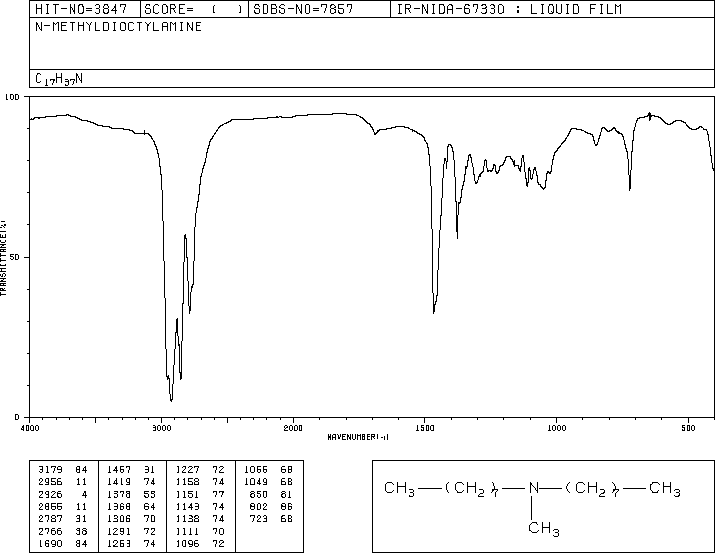 HIT-NO=3847 SCORE= ( ) SDBS-NO=7857 IR-NIDA-67330 : LIQUID FILM
N-METHYLDIOCTYLAMINE
C17H37N
100
50
0
TRANSMITTANCE(%)
4000 3000 2000 1500 1000 500
WAVENUMBER(-1)
3179 84 1467 31 1227 72 1066 68
2956 11 1419 74 1158 74 1049 68
2926 4 1378 55 1151 77 850 81
2855 11 1368 64 1143 74 802 86
2787 31 1306 70 1138 74 723 68
2766 38 1291 72 1111 70
1690 84 1263 74 1096 72
CH3—(CH2)7—N—(CH2)7—CH3
CH3